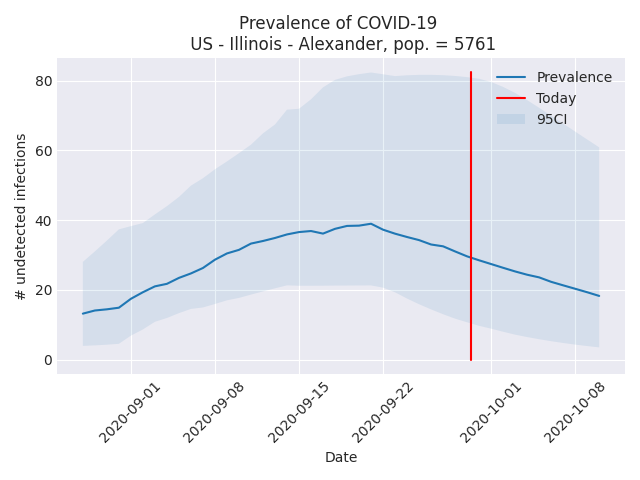 Prevalence of COVID-19
US - Illinois - Alexander, pop. = 5761
# undetected infections
80
60
40
20
0
Prevalence
Today
95CI
2020-09-01
2020-09-08
2020-09-15
2020-09-22
2020-10-01
2020-10-08
Date